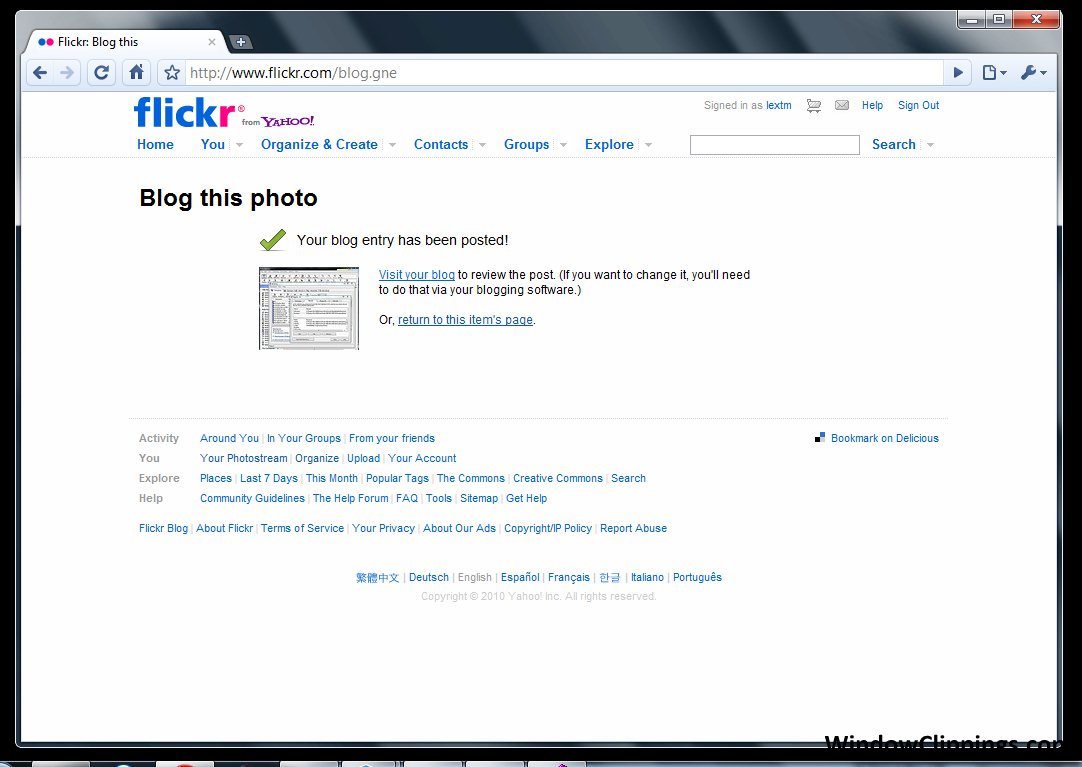 Flickr: Blog this
http://www.flickr.com/blog.gne
flickr® from YAHOO!
Signed in as lextm Help Sign Out
Home You Organize & Create Contacts Groups Explore Search
Blog this photo
Your blog entry has been posted!
Visit your blog to review the post. (If you want to change it, you'll need
to do that via your blogging software.)
Or, return to this item's page.
Activity Around You | In Your Groups | From your friends
Bookmark on Delicious
You Your Photostream | Organize | Upload | Your Account
Explore Places | Last 7 Days | This Month | Popular Tags | The Commons | Creative Commons | Search
Help Community Guidelines | The Help Forum | FAQ | Tools | Sitemap | Get Help
Flickr Blog | About Flickr | Terms of Service | Your Privacy | About Our Ads | Copyright/IP Policy | Report Abuse
繁體中文 | Deutsch | English | Español | Français | 한글 | Italiano | Português
Copyright © 2010 Yahoo! Inc. All rights reserved.
WindowClippings.com